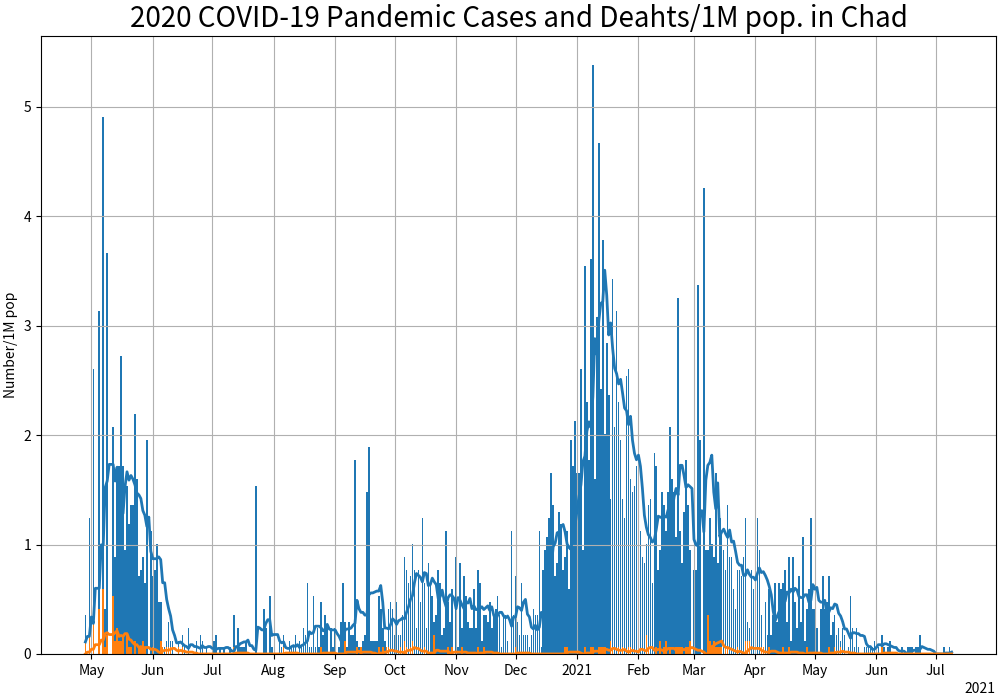 2020 COVID-19 Pandemic Cases and Deahts/1M pop. in Chad
Number/1M pop
5
4
3
2
1
0
May Jun Jul Aug Sep Oct Nov Dec 2021 Feb Mar Apr May Jun Jul
2021